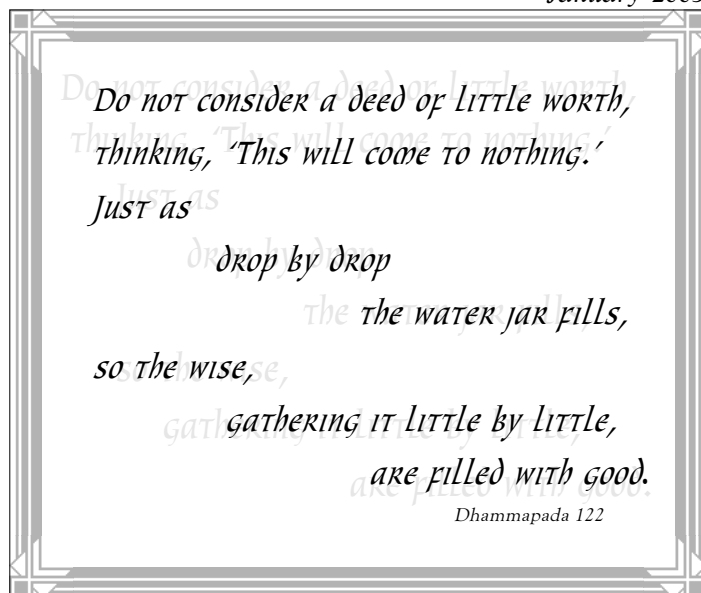 January
Do not consider a deed of little worth,
thinking, ‘This will come to nothing.’
Just as
drop by drop
the water jar fills,
so the wise,
gathering it little by little,
are filled with good.
Dhammapada 122